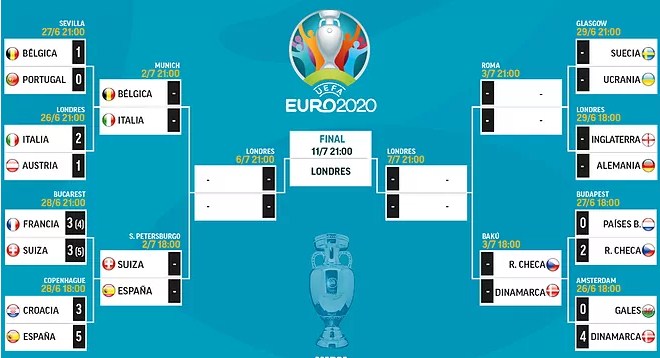 SEVILLA
27/6 21:00
BÉLGICA 1
PORTUGAL 0
LONDRES
26/6 21:00
ITALIA 2
AUSTRIA 1
BUCAREST
28/6 21:00
FRANCIA 3 (4)
SUIZA 3 (5)
COPENHAGUE
28/6 18:00
CROACIA 3
ESPAÑA 5
MUNICH
2/7 21:00
BÉLGICA -
ITALIA -
S. PETERSBURGO
2/7 18:00
SUIZA -
ESPAÑA -
LONDRES
6/7 21:00
- -
- -
UEFA
EURO2020
FINAL
11/7 21:00
LONDRES
LONDRES
7/7 21:00
- -
- -
ROMA
3/7 21:00
- -
- -
BAKÚ
3/7 18:00
- R. CHECA
- DINAMARCA
GLASGOW
29/6 21:00
- SUECIA
- UCRANIA
LONDRES
29/6 18:00
- INGLATERRA
- ALEMANIA
BUDAPEST
27/6 18:00
0 PAÍSES B.
2 R. CHECA
AMSTERDAM
26/6 18:00
0 GALES
4 DINAMARCA